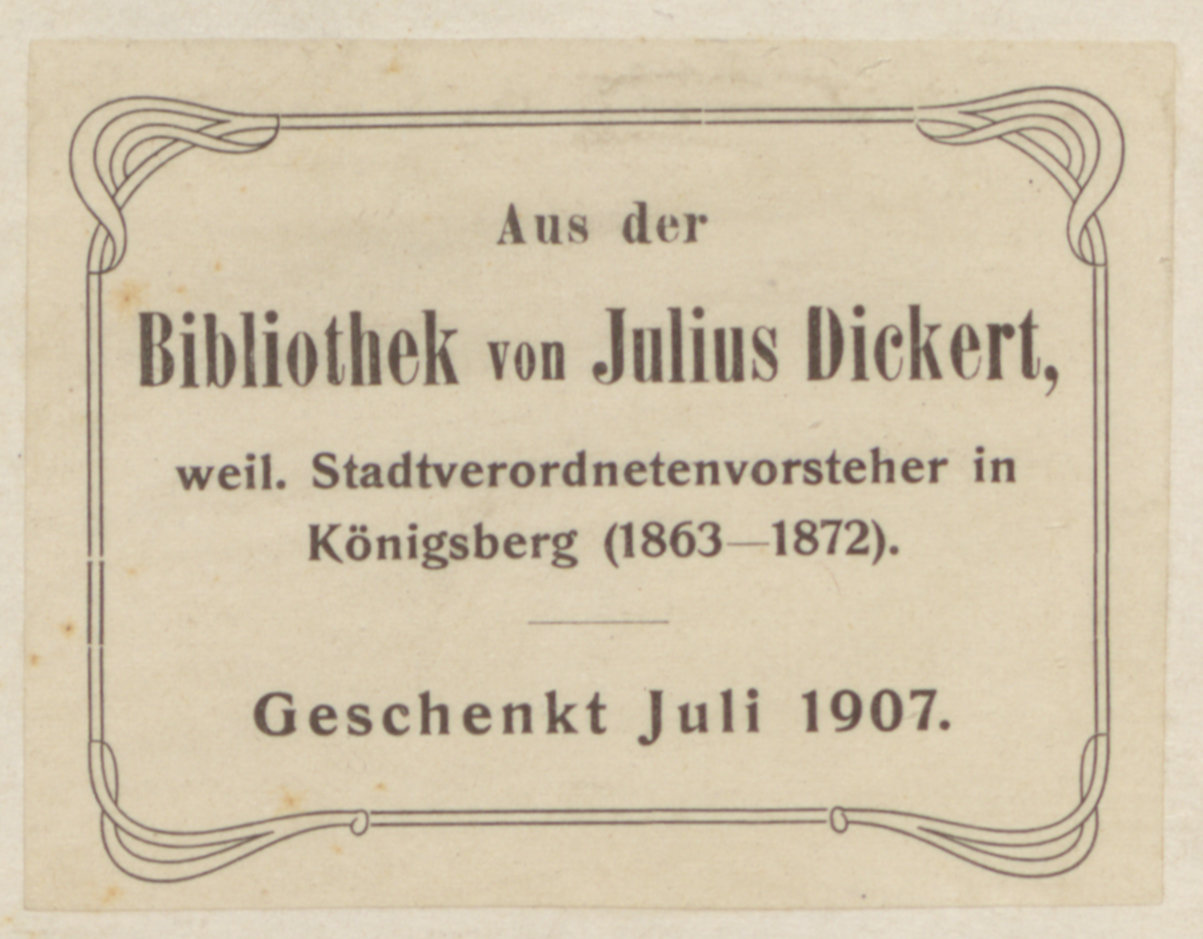 Aus der
Bibliothek von Julius Dickert,
weil. Stadtverordnetenvorsteher in
Königsberg (1863—1872).
Geschenkt Juli 1907.